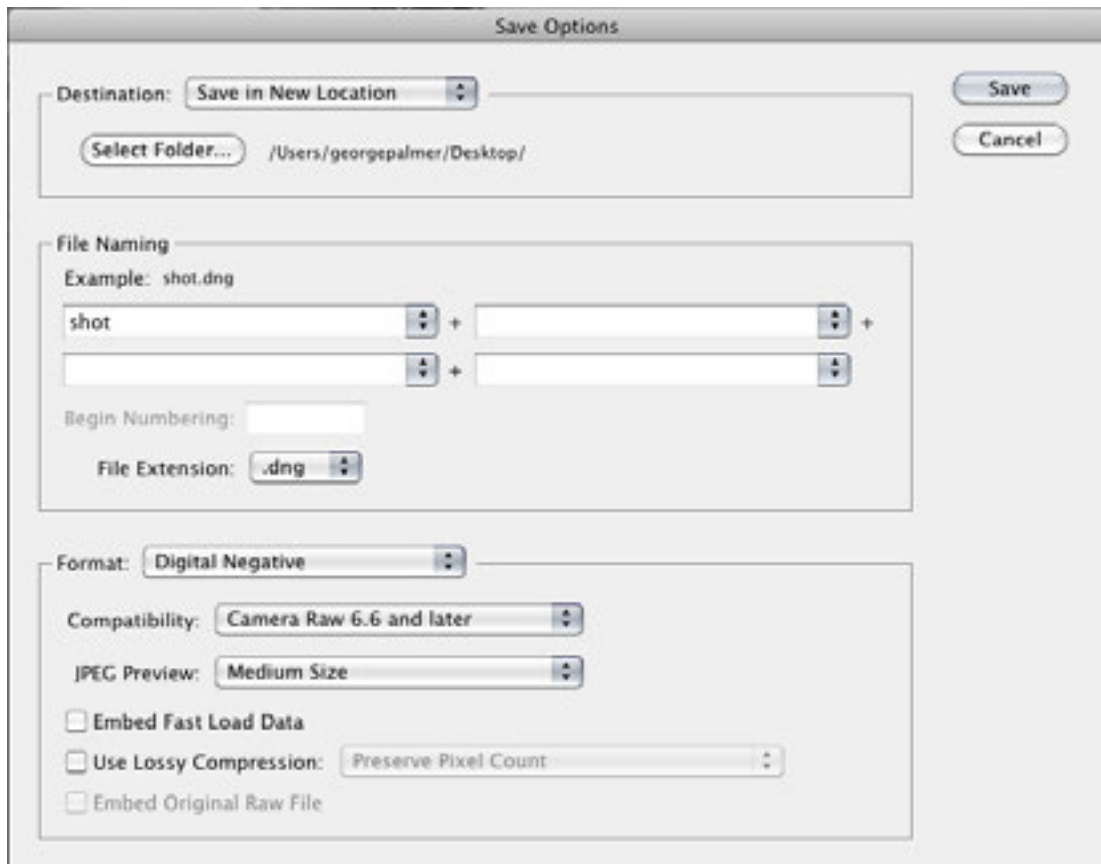 Save Options
Destination: Save in New Location
Save
Select Folder... /Users/georgepalmer/Desktop/
Cancel
File Naming
Example: shot.dng
shot + +
+
Begin Numbering:
File Extension: .dng
Format: Digital Negative
Compatibility: Camera Raw 6.6 and later
JPEG Preview: Medium Size
Embed Fast Load Data
Use Lossy Compression: Preserve Pixel Count
Embed Original Raw File